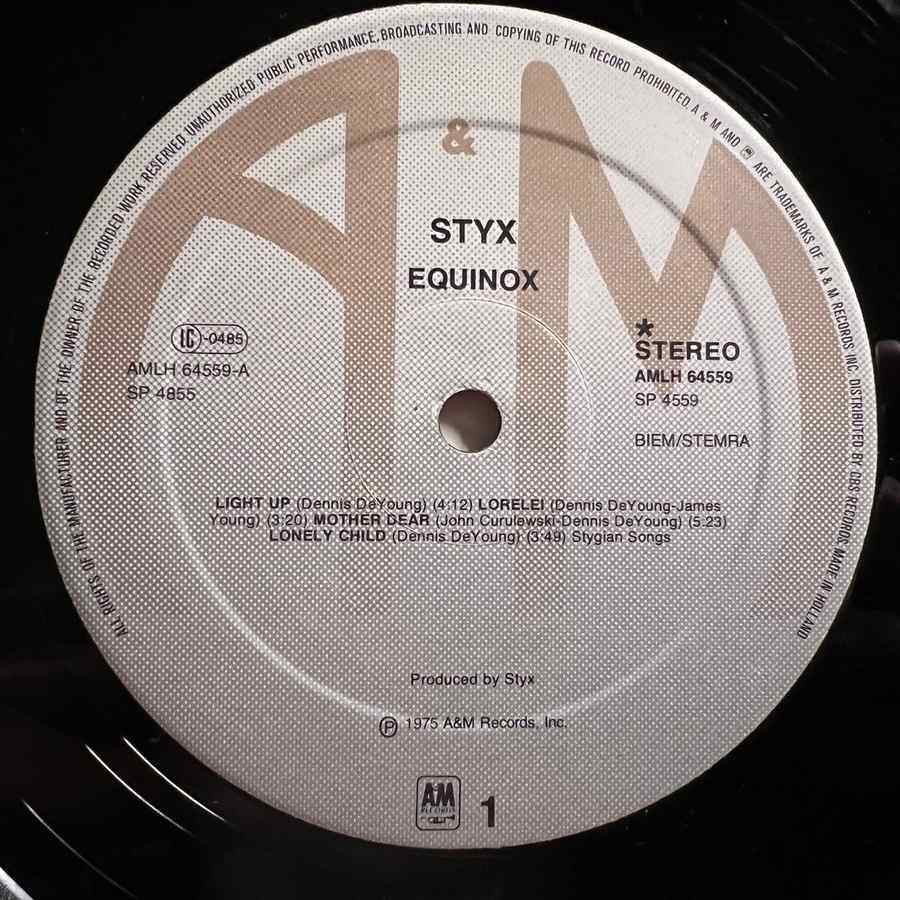 ALL RIGHTS OF THE MANUFACTURER AND OF THE OWNER OF THE RECORDED WORK RESERVED UNAUTHORIZED PUBLIC PERFORMANCE, BROADCASTING AND COPYING OF THIS RECORD PROHIBITED. A & M AND AM ARE TRADEMARKS OF A & M RECORDS INC. DISTRIBUTED BY CBS RECORDS. MADE IN HOLLAND
A & M
STYX
EQUINOX
LC-0485
AMLH 64559-A
SP 4855
* STEREO
AMLH 64559
SP 4559
BIEM/STEMRA
LIGHT UP (Dennis DeYoung) (4:12) LORELEI (Dennis DeYoung-James
Young) (3:20) MOTHER DEAR (John Curulewski-Dennis DeYoung) (5.23)
LONELY CHILD (Dennis DeYoung) (3:49) Stygian Songs
Produced by Styx
Ⓟ 1975 A&M Records, Inc.
AM
RECORDS
1